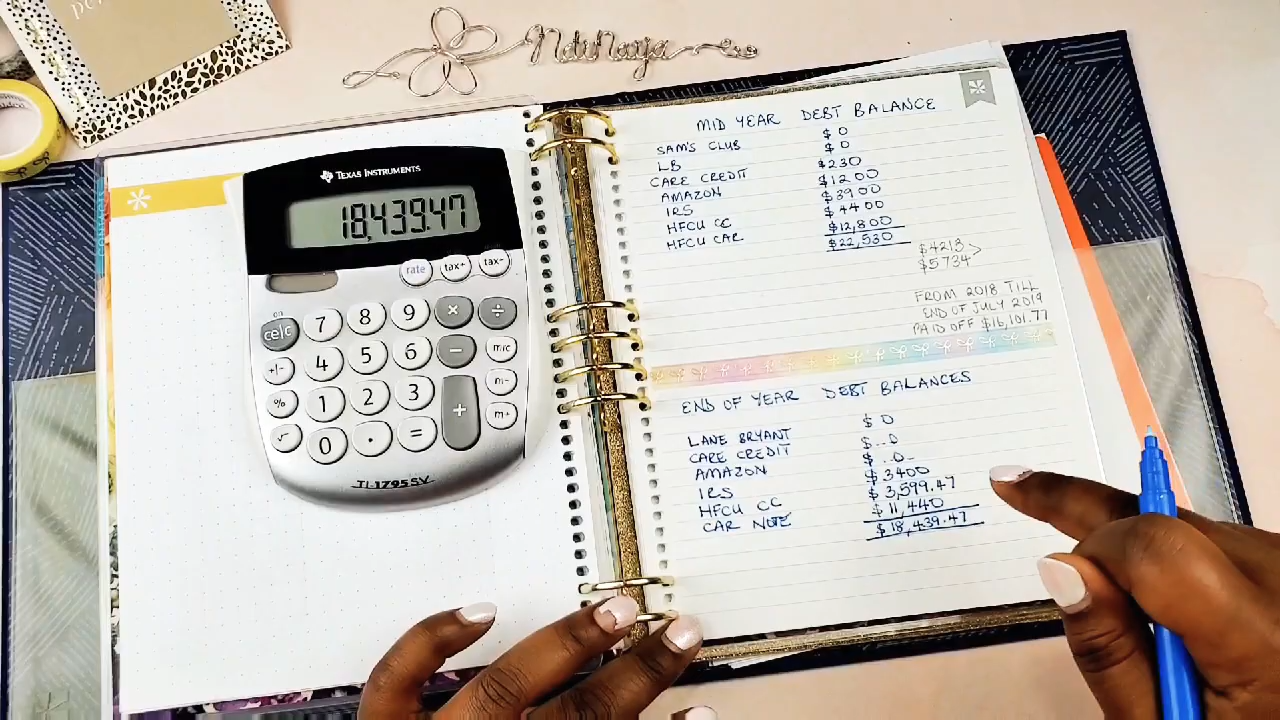 NdiNaija
TEXAS INSTRUMENTS
18,439.47
rate tax+ tax-
on
ce|c 7 8 9 × ÷
+/- 4 5 6 − m/c
% 1 2 3 + m-
√ 0 . = m+
TI-1795 SV
MID YEAR DEBT BALANCE
SAM'S CLUB $ 0
LB $ 0
CARE CREDIT $230
AMAZON $1200
IRS $3900
HFCU CC $4400
HFCU CAR $12,800
$22,530
$4218
$5734
FROM 2018 TILL
END OF JULY 2019
PAID OFF $16,101.77
END OF YEAR DEBT BALANCES
LANE BRYANT $ 0
CARE CREDIT $..0
AMAZON $..0-
IRS $3400
HFCU CC $3,599.47
CAR NOTE $11,440
$18,439.47